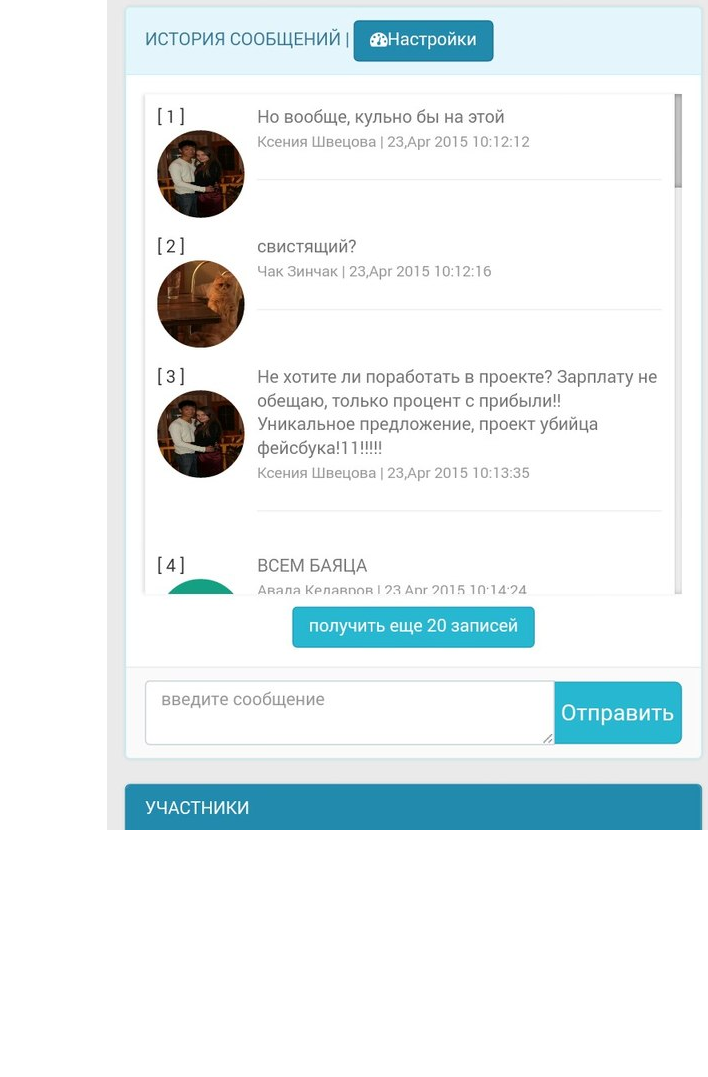 ИСТОРИЯ СООБЩЕНИЙ | Настройки
[ 1 ]
Но вообще, кульно бы на этой
Ксения Швецова | 23,Apr 2015 10:12:12
[ 2 ]
свистящий?
Чак Зинчак | 23,Apr 2015 10:12:16
[ 3 ]
Не хотите ли поработать в проекте? Зарплату не
обещаю, только процент с прибыли!!
Уникальное предложение, проект убийца
фейсбука!11!!!!!
Ксения Швецова | 23,Apr 2015 10:13:35
[ 4 ]
ВСЕМ БАЯЦА
Авада Кедавров | 23,Apr 2015 10:14:24
получить еще 20 записей
введите сообщение
Отправить
УЧАСТНИКИ